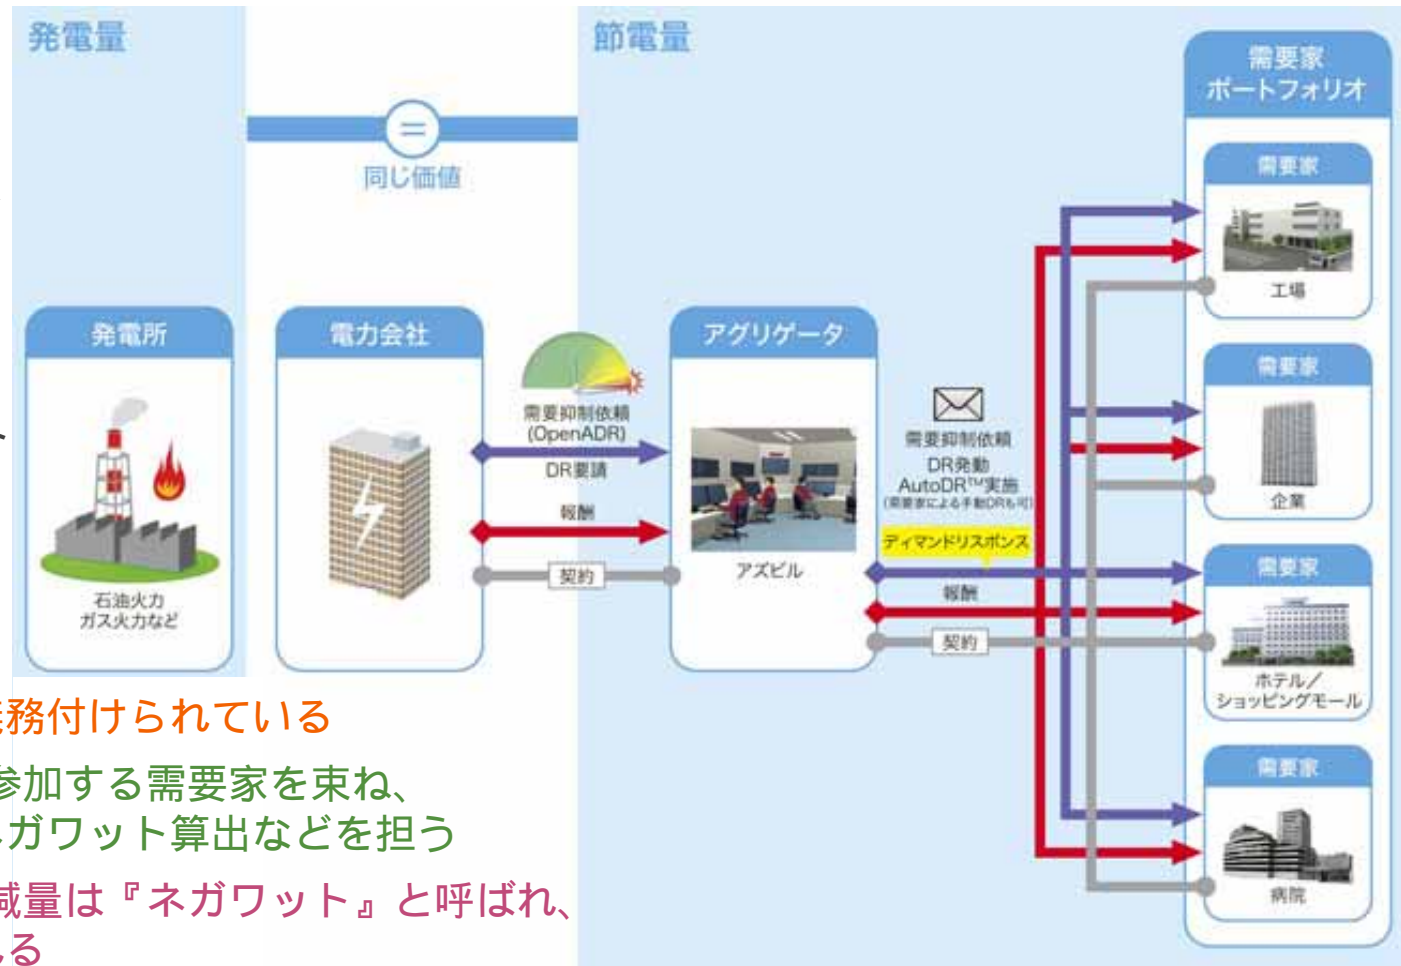 発電量
節電量
=
同じ価値
発電所
石油火力
ガス火力など
電力会社
需要抑制依頼
(OpenADR)
DR要請
報酬
契約
アグリゲータ
アズビル
需要抑制依頼
DR発動
AutoDR™実施
(需要家による手動DRも可)
ディマンドリスポンス
報酬
契約
需要家
ポートフォリオ
需要家
工場
需要家
企業
需要家
ホテル／
ショッピングモール
需要家
病院
務付けられている
参加する需要家を束ね、
ガワット算出などを担う
減量は『ネガワット』と呼ばれ、
る